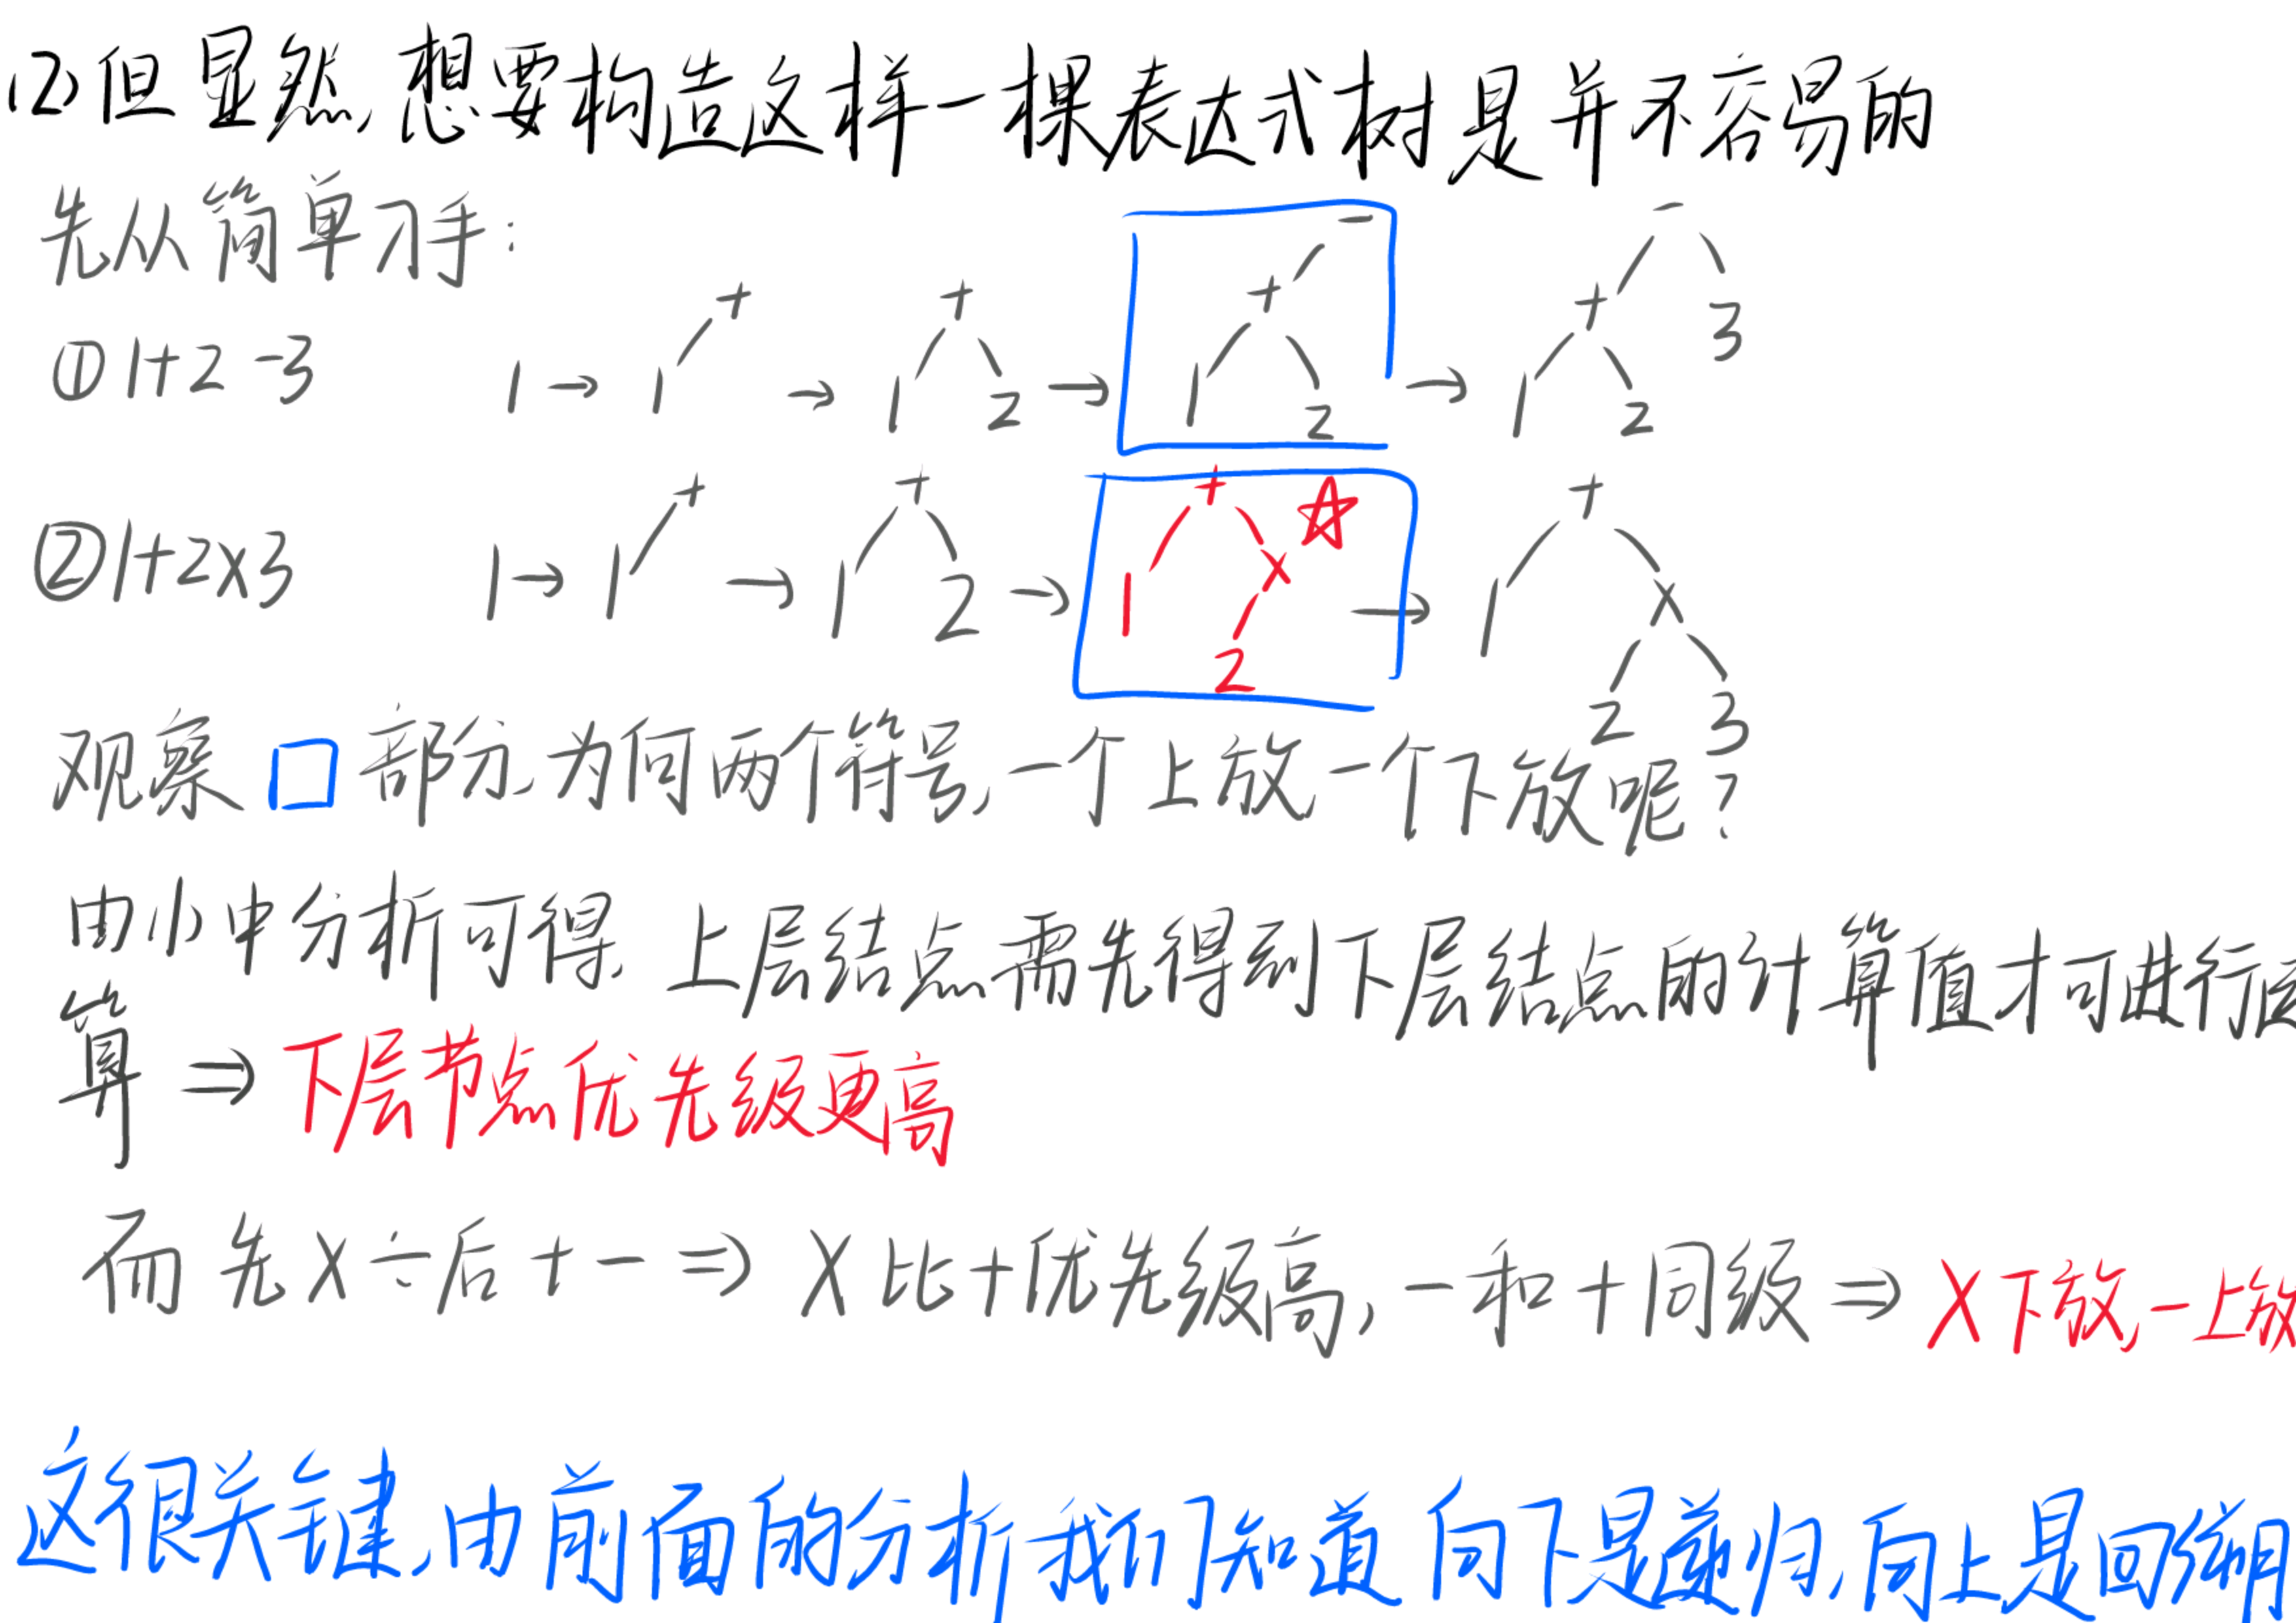 (2)但显然,想要构造这样一棵表达式树是并不容易的
先从简单入手:
①1+2-3 1→ 1 + → + 1 2 → - + 1 2 → - + 3 1 2
②1+2×3 1→ 1 + → + 1 2 → + 1 × 2 → + 1 × 2 3
观察 部分,为何两个符号,一个上放,一个下放呢?
由(1)中分析可得,上层结点需先得到下层结点的计算值才可进行运
算⇒下层节点优先级更高
而先×÷后+-⇒×比+优先级高,-和+同级⇒×下放,-上放
这很关键,由前面的分析我们知道向下是递归,向上是回溯